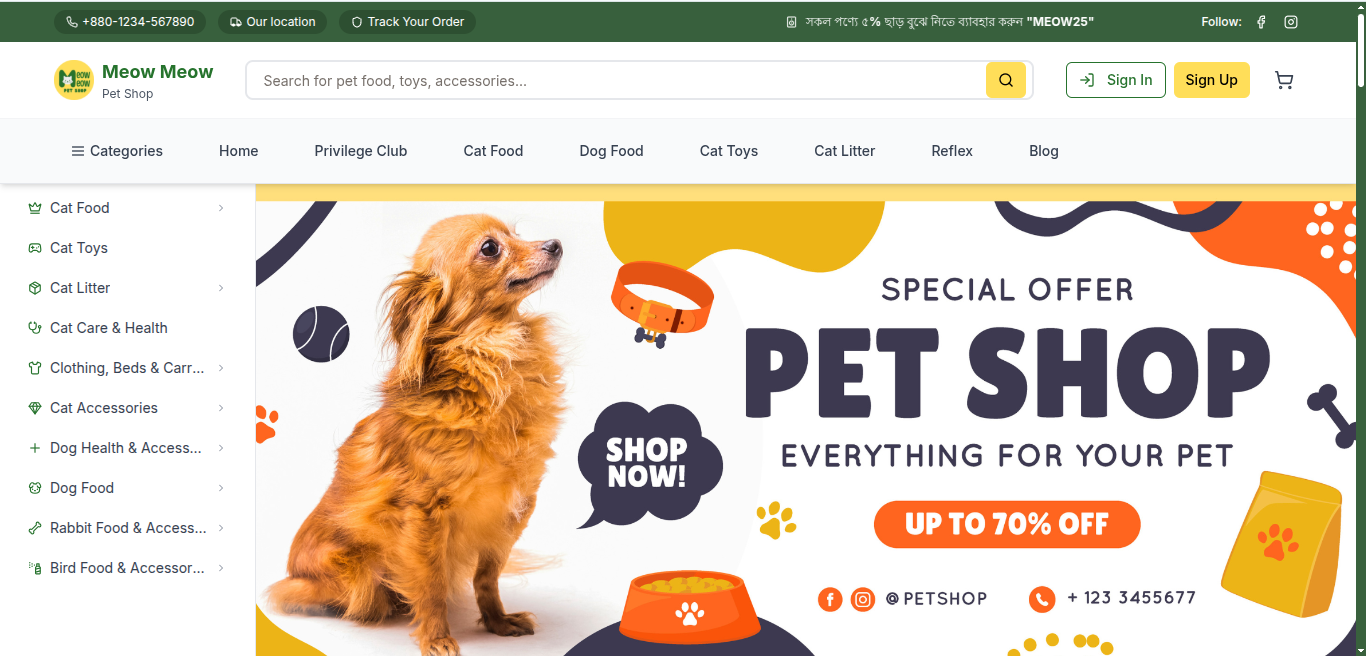 +880-1234-567890
Our location
Track Your Order
সকল পণ্যে ৫% ছাড় বুঝে নিতে ব্যাবহার করুন "MEOW25"
Follow:
MEOW MEOW
PET SHOP
Meow Meow
Pet Shop
Search for pet food, toys, accessories...
Sign In
Sign Up
Categories
Home
Privilege Club
Cat Food
Dog Food
Cat Toys
Cat Litter
Reflex
Blog
Cat Food
Cat Toys
Cat Litter
Cat Care & Health
Clothing, Beds & Carr...
Cat Accessories
Dog Health & Access...
Dog Food
Rabbit Food & Access...
Bird Food & Accessor...
SPECIAL OFFER
PET SHOP
EVERYTHING FOR YOUR PET
SHOP
NOW!
UP TO 70% OFF
@PETSHOP
+ 123 3455677